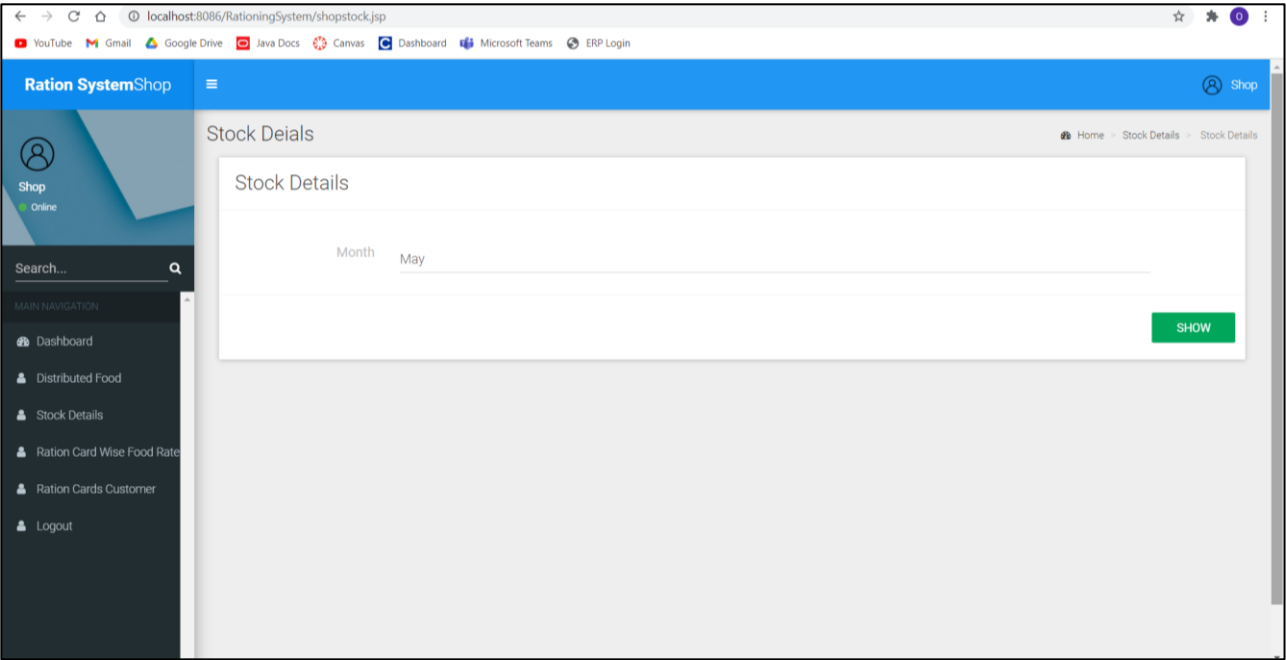 localhost:8086/RationingSystem/shopstock.jsp
O
YouTube Gmail Google Drive Java Docs Canvas Dashboard Microsoft Teams ERP Login
Ration SystemShop
Shop
Stock Deials
Home > Stock Details > Stock Details
Shop
Online
Stock Details
Month
May
Search...
MAIN NAVIGATION
SHOW
Dashboard
Distributed Food
Stock Details
Ration Card Wise Food Rate
Ration Cards Customer
Logout